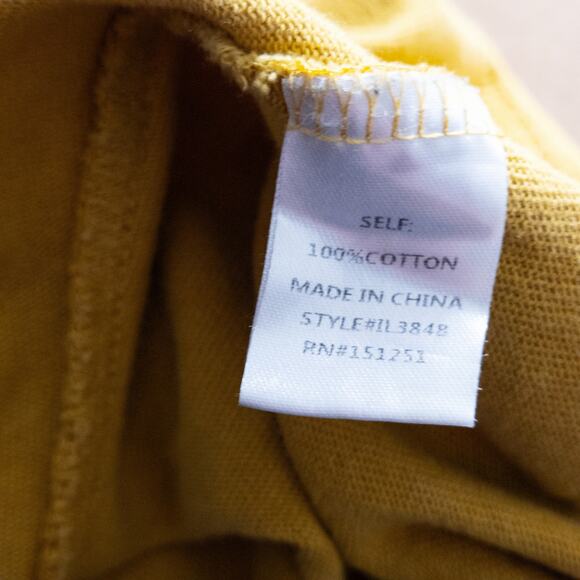 SELF:
100%COTTON
MADE IN CHINA
STYLE#IL3848
RN#151251